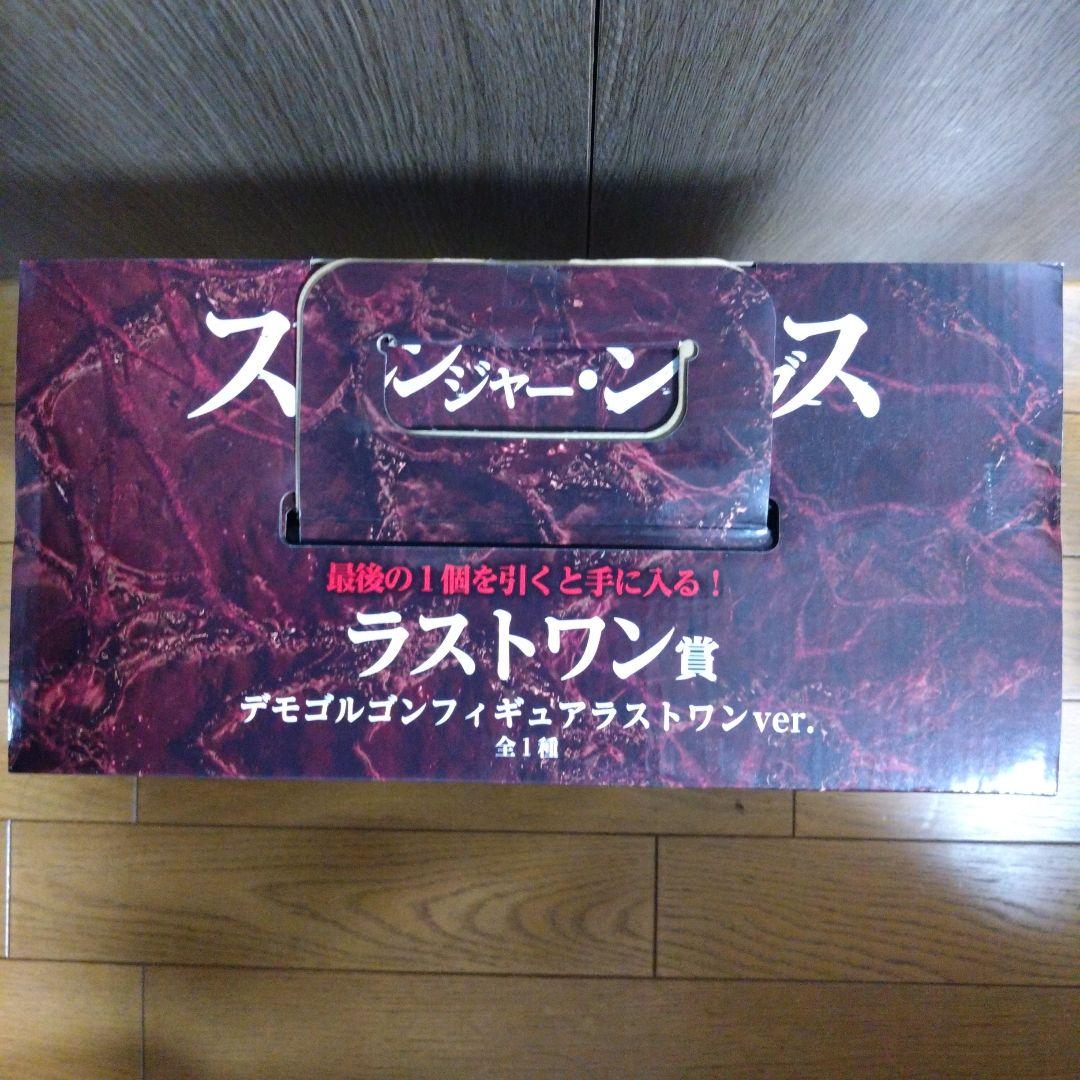 ス ンジャー・ン グス
最後の1個を引くと手に入る!
ラストワン賞
デモゴルゴンフィギュアラストワンver.
全1種